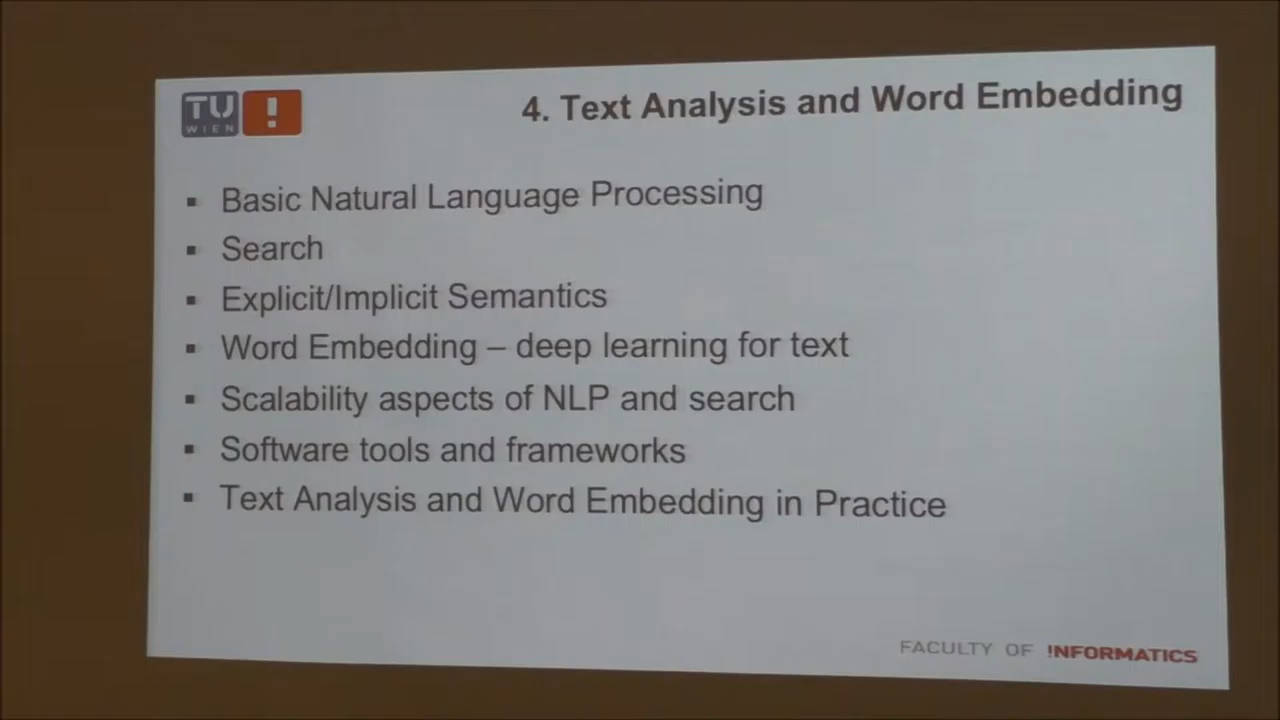 TU WIEN !
4. Text Analysis and Word Embedding
▪ Basic Natural Language Processing
▪ Search
▪ Explicit/Implicit Semantics
▪ Word Embedding – deep learning for text
▪ Scalability aspects of NLP and search
▪ Software tools and frameworks
▪ Text Analysis and Word Embedding in Practice
FACULTY OF !NFORMATICS